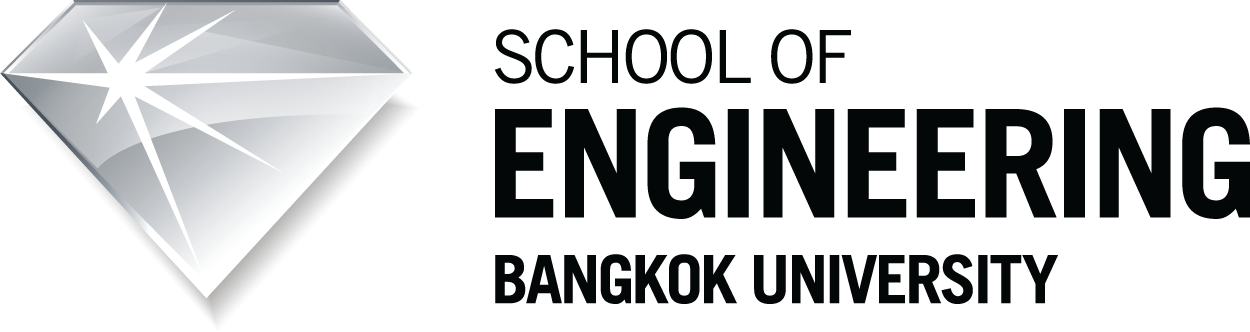 SCHOOL OF
ENGINEERING
BANGKOK UNIVERSITY